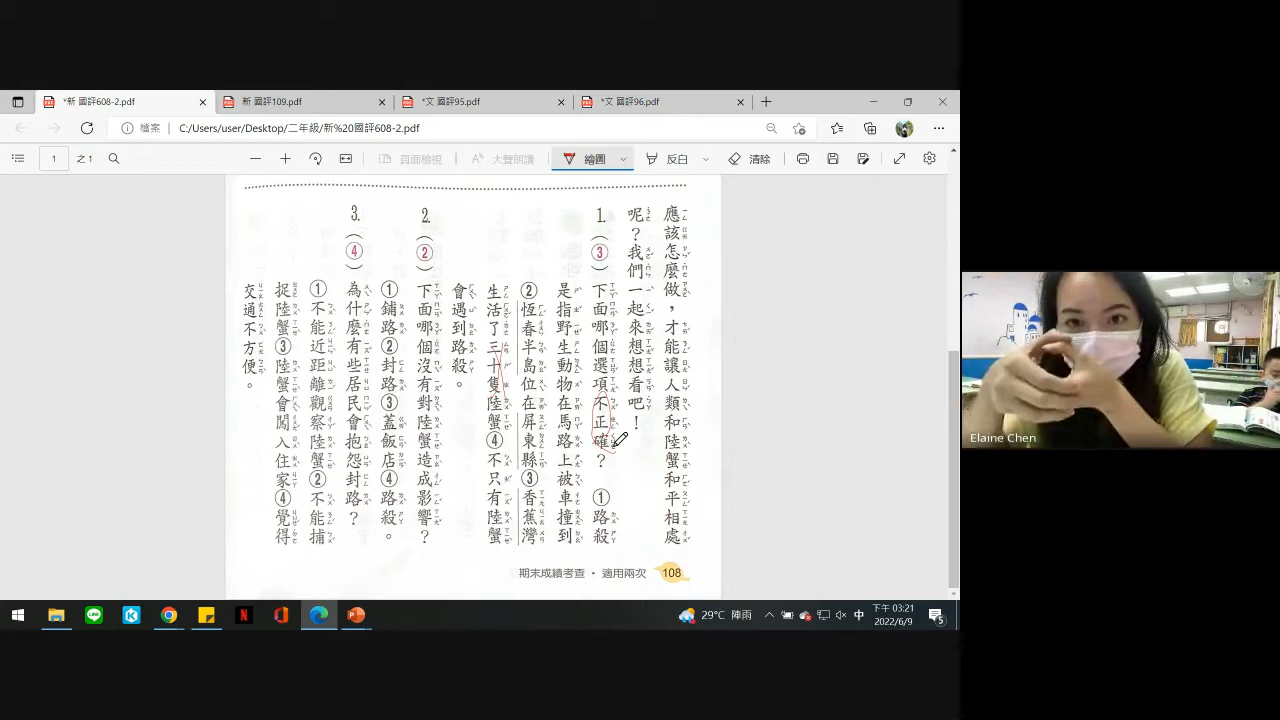 *新 國評608-2.pdf
新 國評109.pdf
*文 國評95.pdf
*文 國評96.pdf
檔案
C:/Users/user/Desktop/二年級/新%20國評608-2.pdf
1
之 1
頁面檢視
大聲朗讀
繪圖
反白
清除
應該怎麼做，才能讓人類和陸蟹和平相處
呢？我們一起來想想看吧！
1.（③）下面哪個選項不正確？ ①路殺
是指野生動物在馬路上被車撞到
②恆春半島位在屏東縣③香蕉灣
生活了三十隻陸蟹④不只有陸蟹
會遇到路殺。
2.（②）下面哪個沒有對陸蟹造成影響？
①鋪路②封路③蓋飯店④路殺。
3.（④）為什麼有些居民會抱怨封路？
①不能近距離觀察陸蟹②不能捕
捉陸蟹③陸蟹會闖入住家④覺得
交通不方便。
期末成績考查・適用兩次
108
Elaine Chen
29°C 陣雨
中
下午 03:21
2022/6/9
5